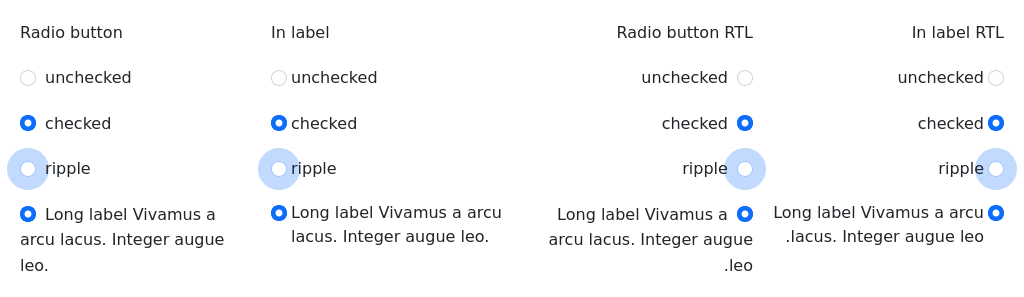 Radio button
unchecked
checked
ripple
Long label Vivamus a
arcu lacus. Integer augue
leo.
In label
unchecked
checked
ripple
Long label Vivamus a arcu
lacus. Integer augue leo.
Radio button RTL
unchecked
checked
ripple
Long label Vivamus a
arcu lacus. Integer augue
.leo
In label RTL
unchecked
checked
ripple
Long label Vivamus a arcu
.lacus. Integer augue leo